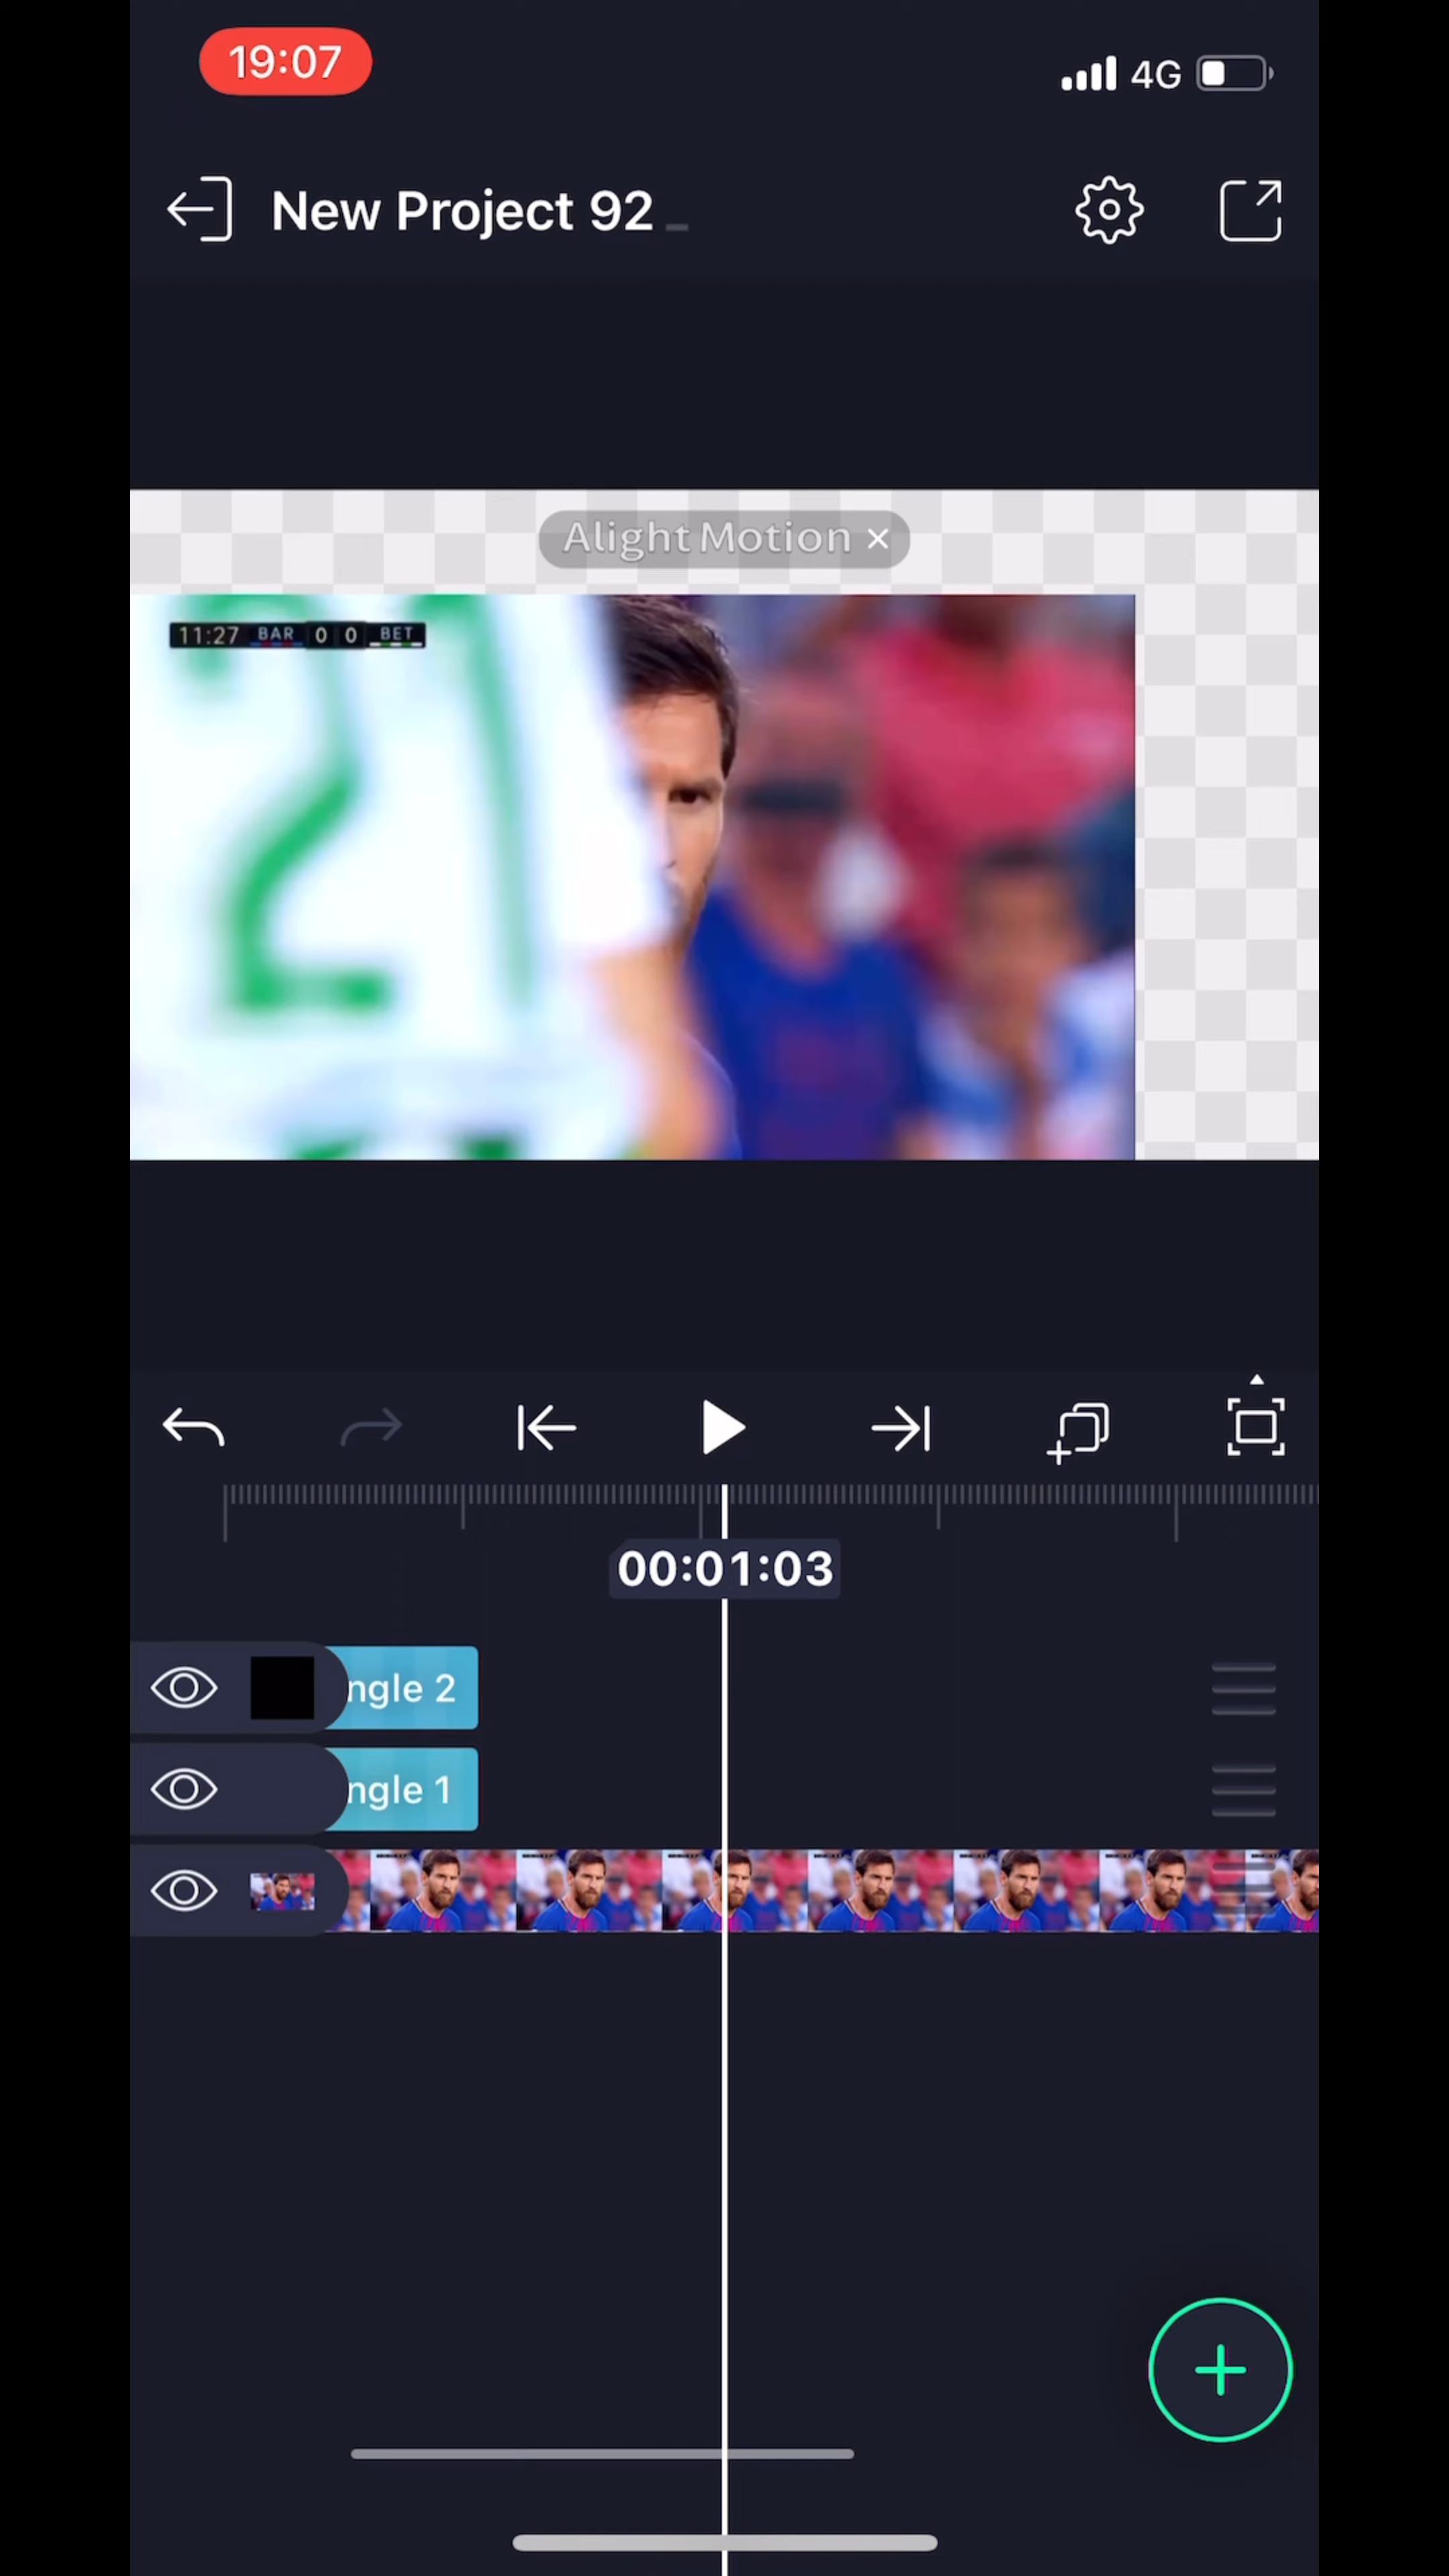 19:07
4G
New Project 92
Alight Motion ×
11:27 BAR 0 0 BET
21
00:01:03
ngle 2
ngle 1